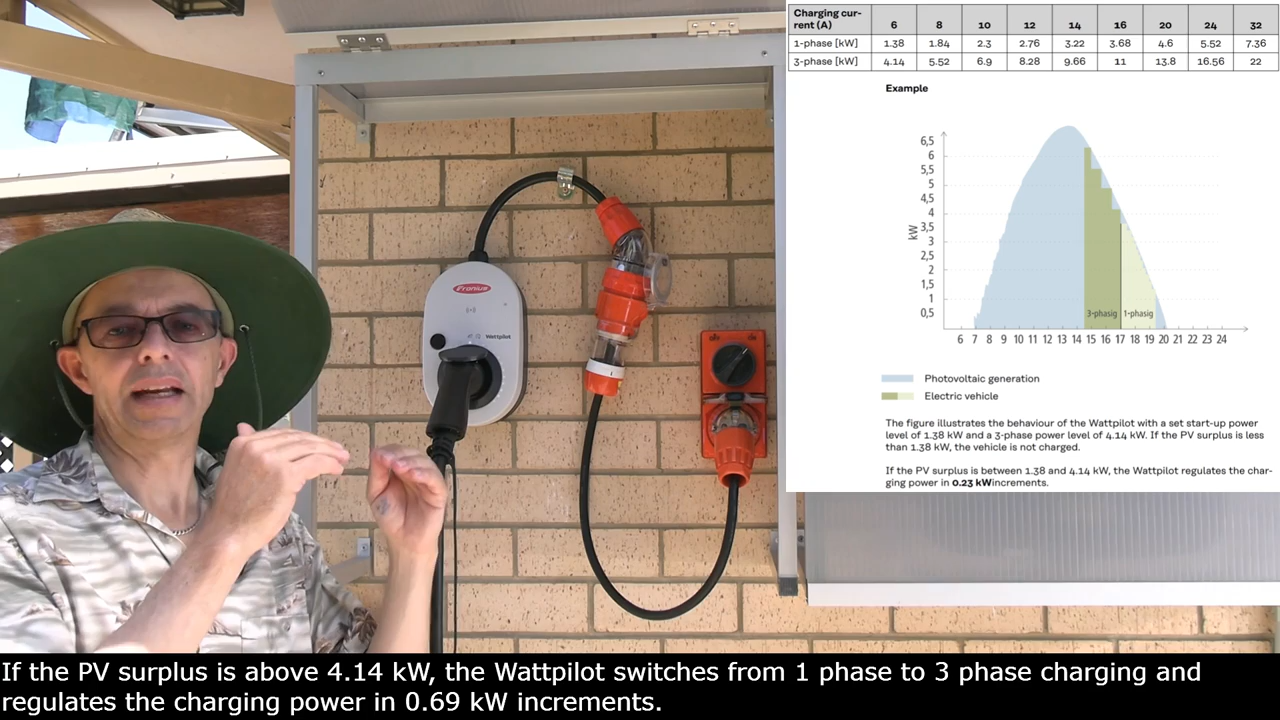 Charging cur-
rent (A) 6 8 10 12 14 16 20 24 32
1-phase [kW] 1.38 1.84 2.3 2.76 3.22 3.68 4.6 5.52 7.36
3-phase [kW] 4.14 5.52 6.9 8.28 9.66 11 13.8 16.56 22
Example
6,5
6
5,5
5
4,5
4
3,5
3
2,5
2
1,5
1
0,5
kW
3-phasig 1-phasig
6 7 8 9 10 11 12 13 14 15 16 17 18 19 20 21 22 23 24
Photovoltaic generation
Electric vehicle
The figure illustrates the behaviour of the Wattpilot with a set start-up power
level of 1.38 kW and a 3-phase power level of 4.14 kW. If the PV surplus is less
than 1.38 kW, the vehicle is not charged.
If the PV surplus is between 1.38 and 4.14 kW, the Wattpilot regulates the char-
ging power in 0.23 kWincrements.
Fronius
Wattpilot
If the PV surplus is above 4.14 kW, the Wattpilot switches from 1 phase to 3 phase charging and
regulates the charging power in 0.69 kW increments.